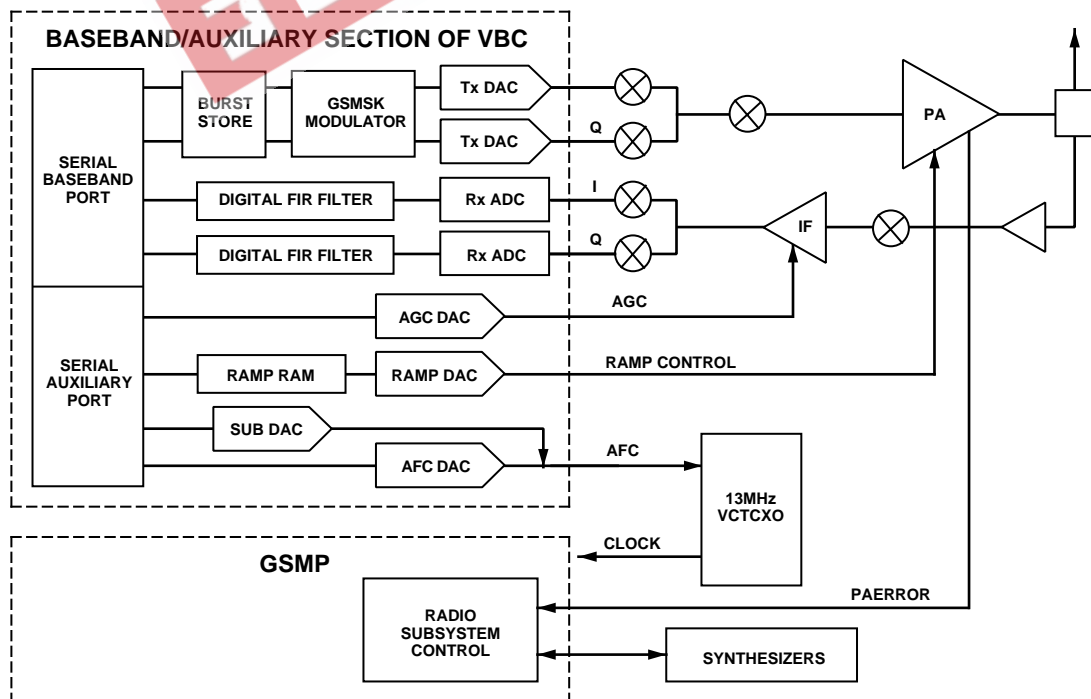 BASEBAND/AUXILIARY SECTION OF VBC
SERIAL
BASEBAND
PORT
BURST
STORE
GSMSK
MODULATOR
Tx DAC
Tx DAC
Q
PA
DIGITAL FIR FILTER
Rx ADC
I
DIGITAL FIR FILTER
Rx ADC
Q
IF
SERIAL
AUXILIARY
PORT
AGC DAC
AGC
RAMP RAM
RAMP DAC
RAMP CONTROL
SUB DAC
AFC DAC
AFC
13MHz
VCTCXO
CLOCK
GSMP
RADIO
SUBSYSTEM
CONTROL
PAERROR
SYNTHESIZERS